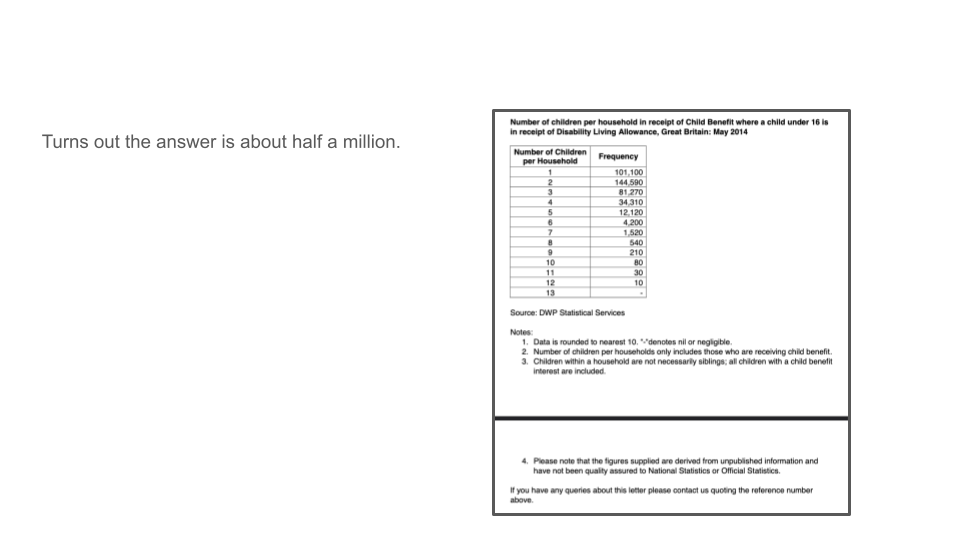 Turns out the answer is about half a million.
Number of children per household in receipt of Child Benefit where a child under 16 is
in receipt of Disability Living Allowance, Great Britain: May 2014
Number of Children
per Household
Frequency
1 101,100
2 144,590
3 81,270
4 34,310
5 12,120
6 4,200
7 1,520
8 540
9 210
10 80
11 30
12 10
13 -
Source: DWP Statistical Services
Notes:
1. Data is rounded to nearest 10. "-"denotes nil or negligible.
2. Number of children per households only includes those who are receiving child benefit.
3. Children within a household are not necessarily siblings; all children with a child benefit
interest are included.
4. Please note that the figures supplied are derived from unpublished information and
have not been quality assured to National Statistics or Official Statistics.
If you have any queries about this letter please contact us quoting the reference number
above.